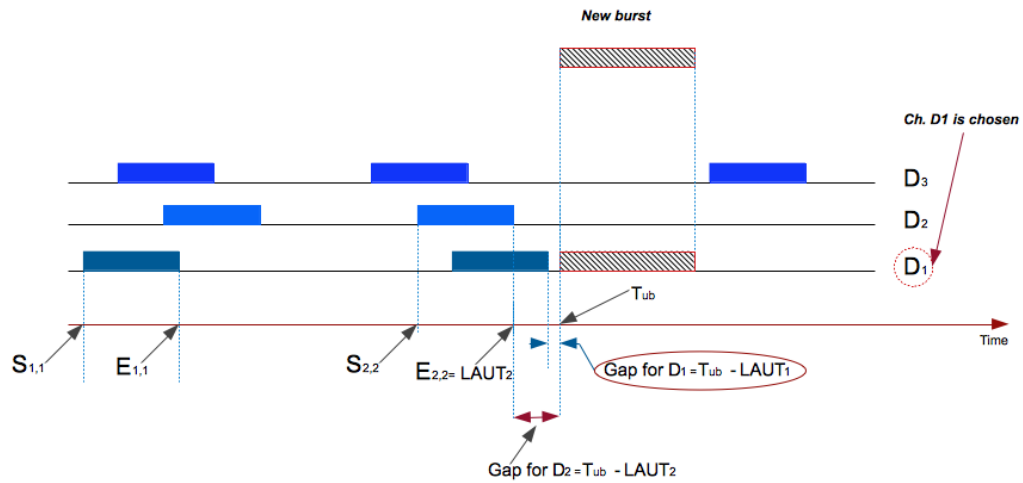 New burst
Ch. D1 is chosen
D3
D2
D1
Tub
Time
S1,1
E1,1
S2,2
E2,2= LAUT2
Gap for D1 =Tub - LAUT1
Gap for D2 =Tub - LAUT2